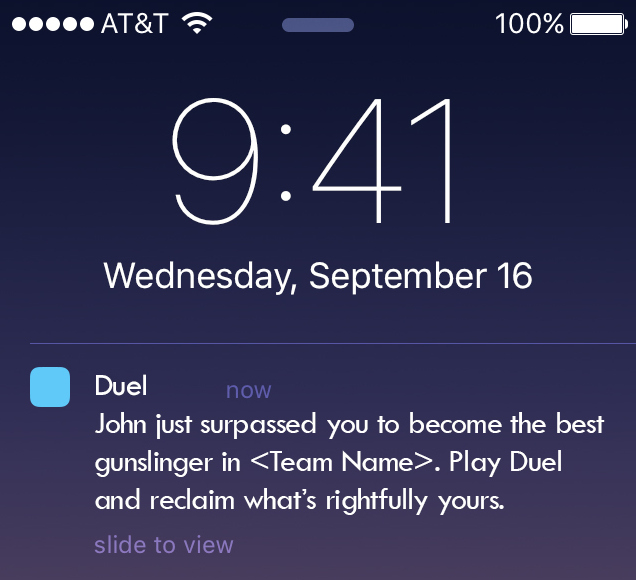 AT&T 100%
9:41
Wednesday, September 16
Duel now
John just surpassed you to become the best
gunslinger in <Team Name>. Play Duel
and reclaim what’s rightfully yours.
slide to view